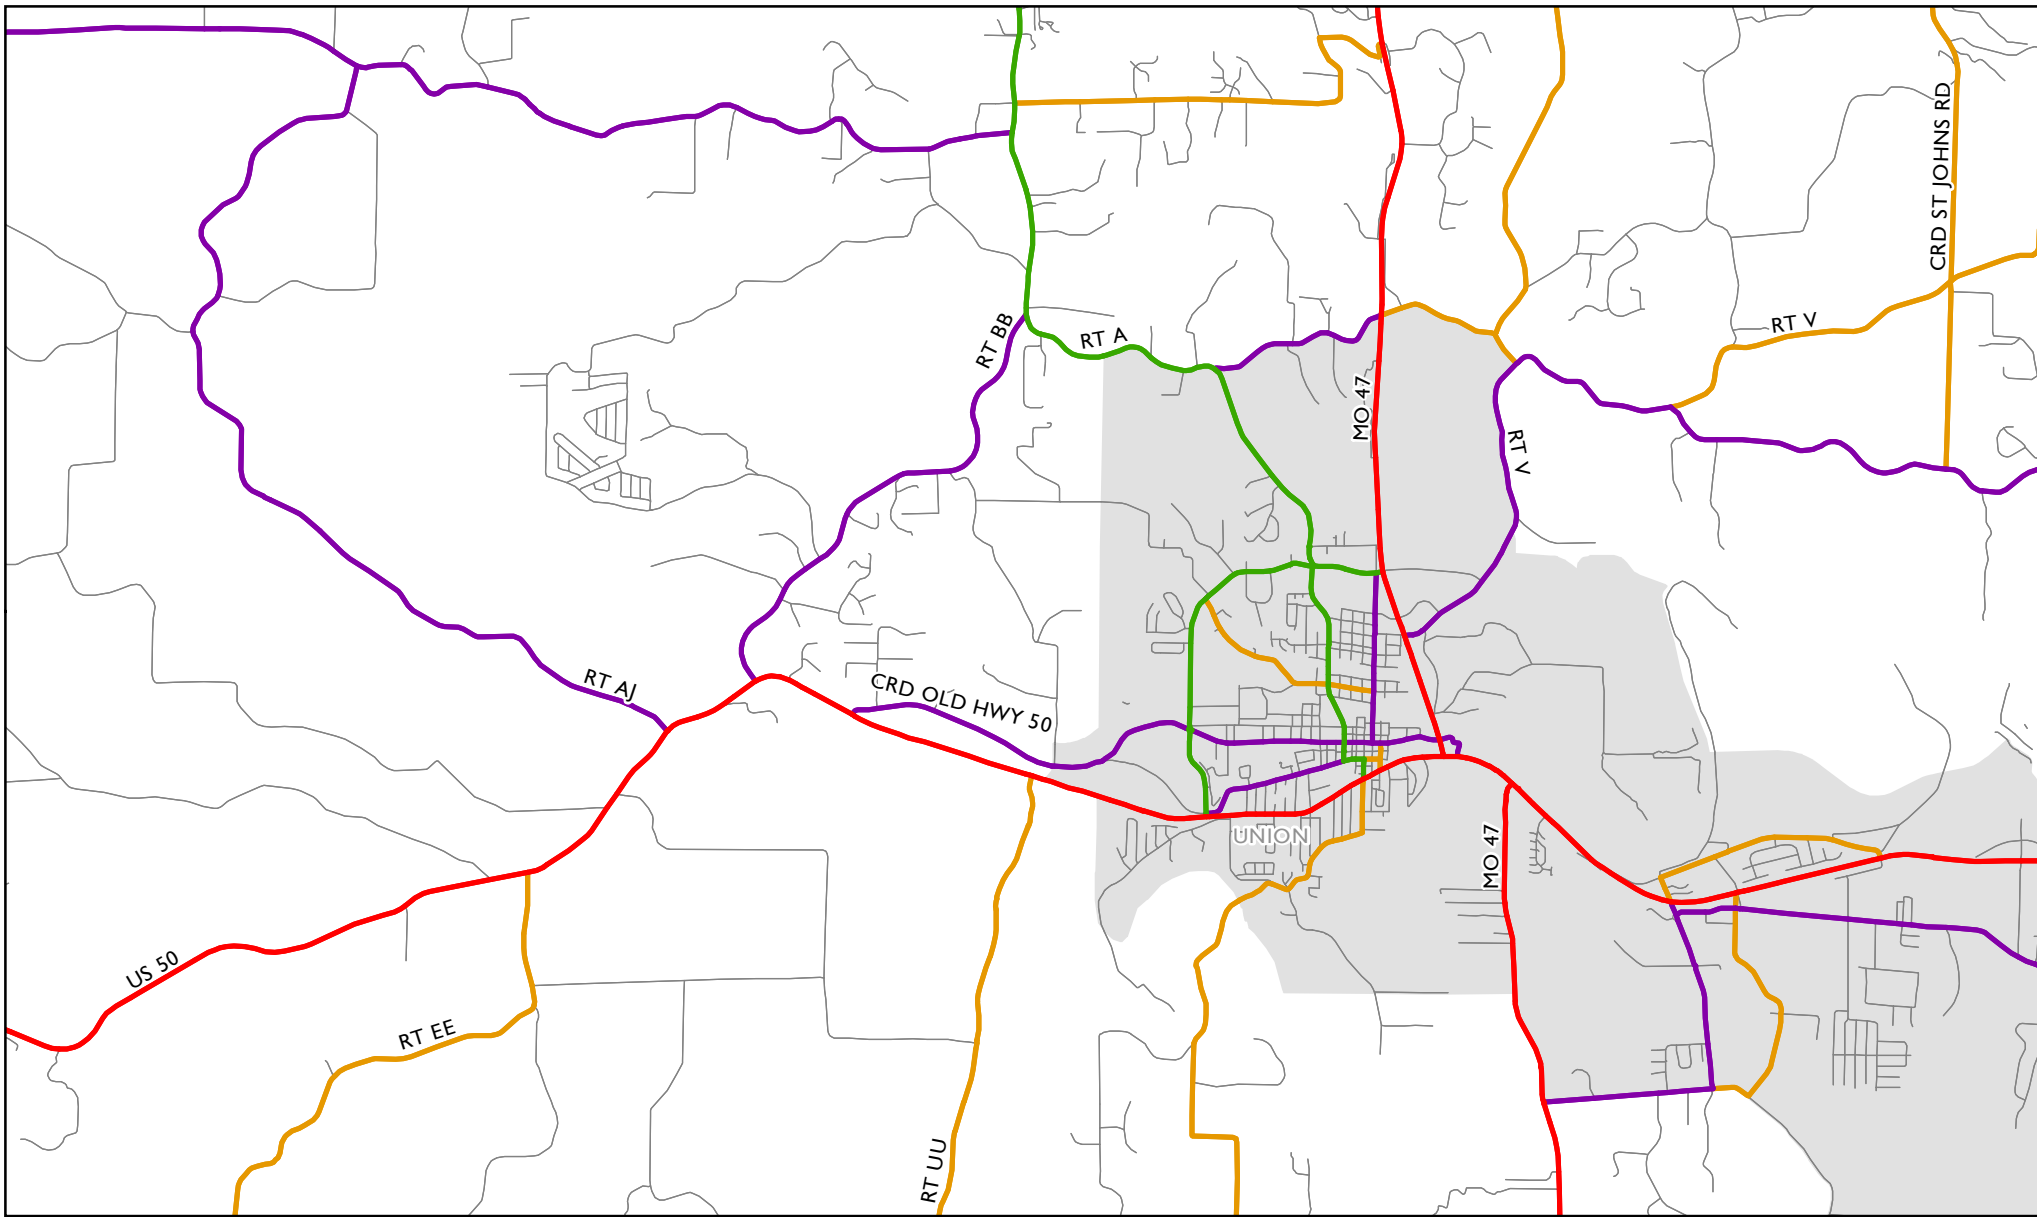 CRD ST JOHNS RD
RT BB
RT A
RT V
MO 47
RT V
RT AJ
CRD OLD HWY 50
UNION
MO 47
US 50
RT EE
RT UU